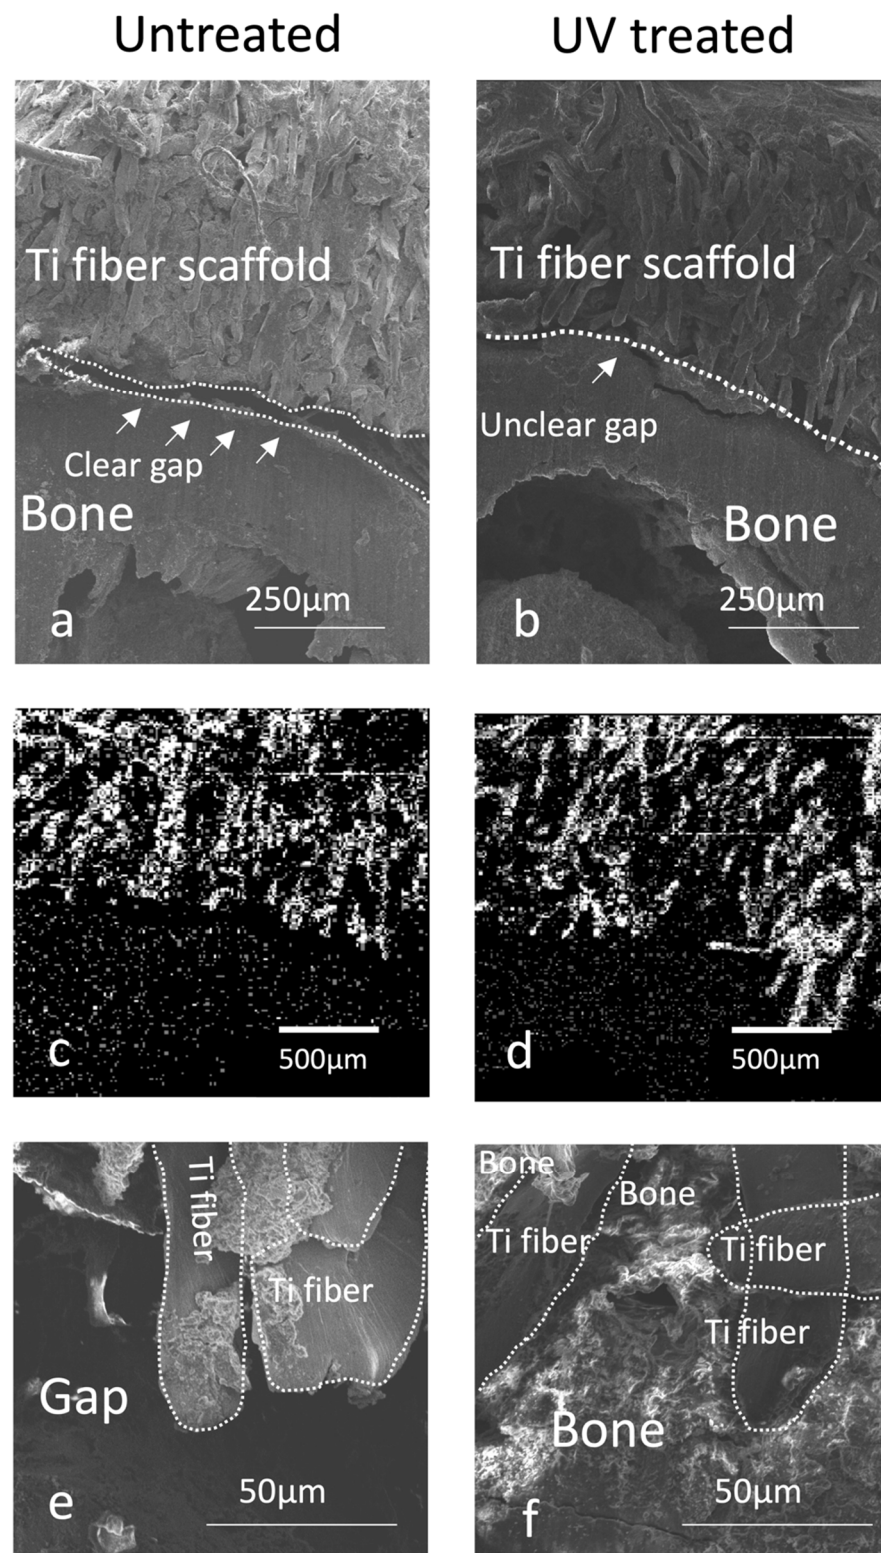 Untreated
UV treated
Ti fiber scaffold
Clear gap
Bone
250μm
a
Ti fiber scaffold
Unclear gap
Bone
250μm
b
c
500μm
d
500μm
Ti fiber
Ti fiber
Gap
50μm
e
Bone
Bone
Ti fiber
Ti fiber
Ti fiber
Bone
50μm
f